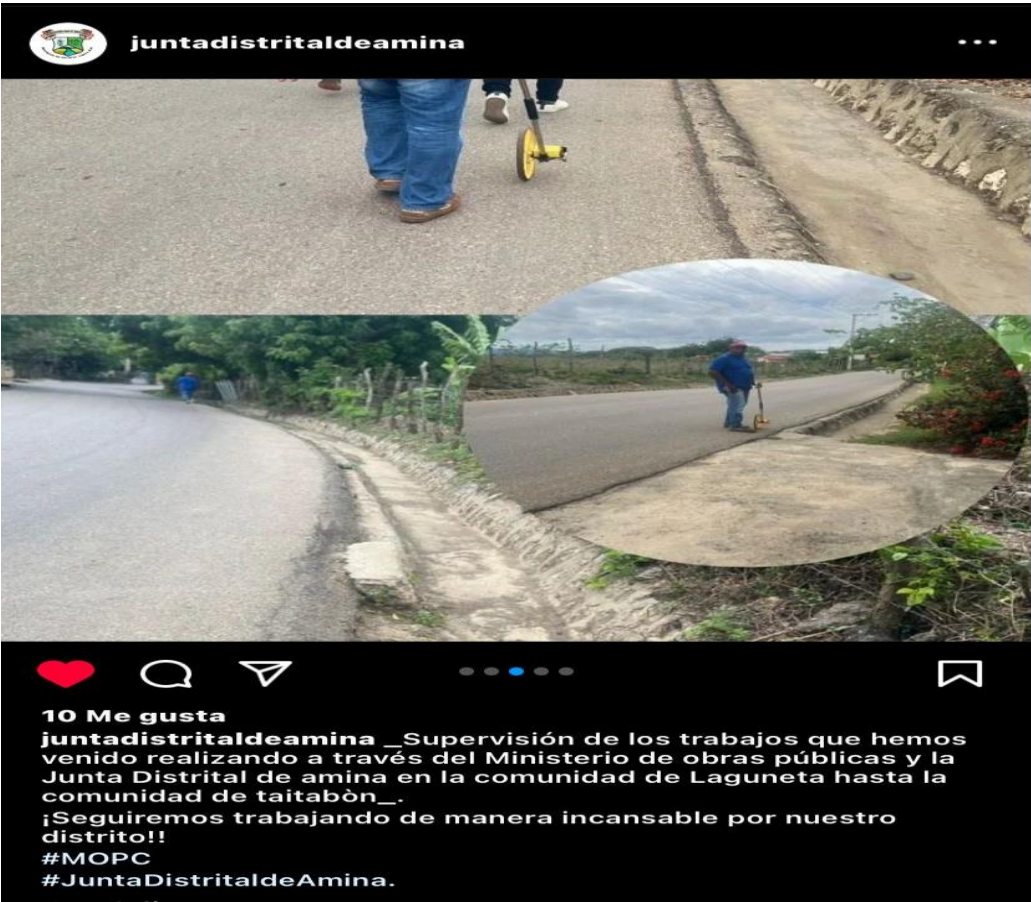 juntadistritaldeamina
10 Me gusta
juntadistritaldeamina _Supervisión de los trabajos que hemos
venido realizando a través del Ministerio de obras públicas y la
Junta Distrital de amina en la comunidad de Laguneta hasta la
comunidad de taitabòn_.
¡Seguiremos trabajando de manera incansable por nuestro
distrito!!
#MOPC
#JuntaDistritaldeAmina.